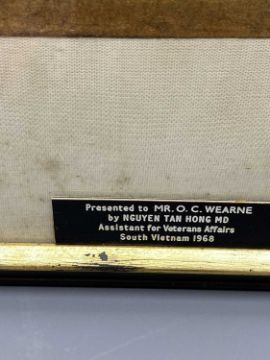 Presented to MR. O. C. WEARNE
by NGUYEN TAN HONG MD
Assistant for Veterans Affairs
South Vietnam 1968